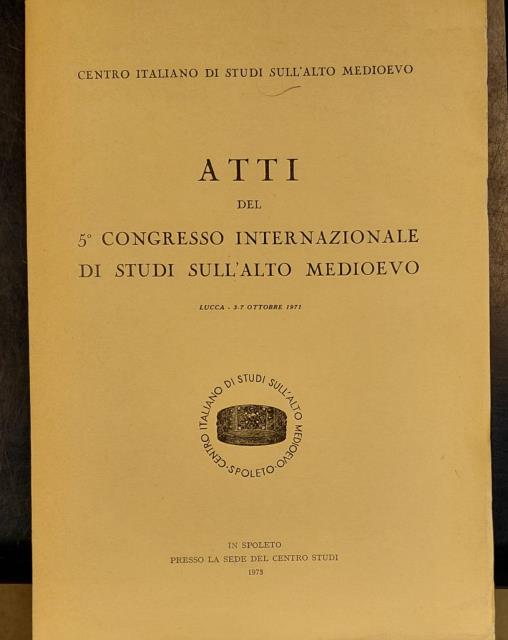 CENTRO ITALIANO DI STUDI SULL'ALTO MEDIOEVO
ATTI
DEL
5° CONGRESSO INTERNAZIONALE
DI STUDI SULL'ALTO MEDIOEVO
LUCCA - 3-7 OTTOBRE 1971
·CENTRO ITALIANO DI STUDI SULL'ALTO MEDIOEVO·
SPOLETO
IN SPOLETO
PRESSO LA SEDE DEL CENTRO STUDI
1973